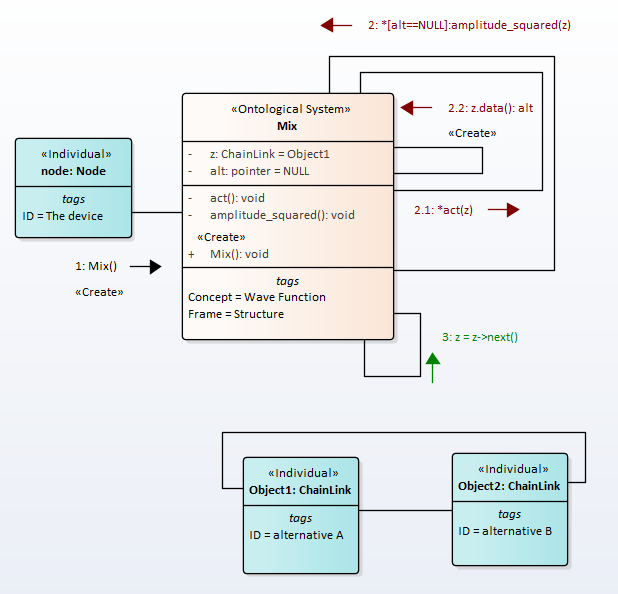 2: *[alt==NULL]:amplitude_squared(z)
«Ontological System»
Mix
- z: ChainLink = Object1
- alt: pointer = NULL
- act(): void
- amplitude_squared(): void
«Create»
+ Mix(): void
tags
Concept = Wave Function
Frame = Structure
2.2: z.data(): alt
«Create»
2.1: *act(z)
«Individual»
node: Node
tags
ID = The device
1: Mix()
«Create»
3: z = z->next()
«Individual»
Object1: ChainLink
tags
ID = alternative A
«Individual»
Object2: ChainLink
tags
ID = alternative B